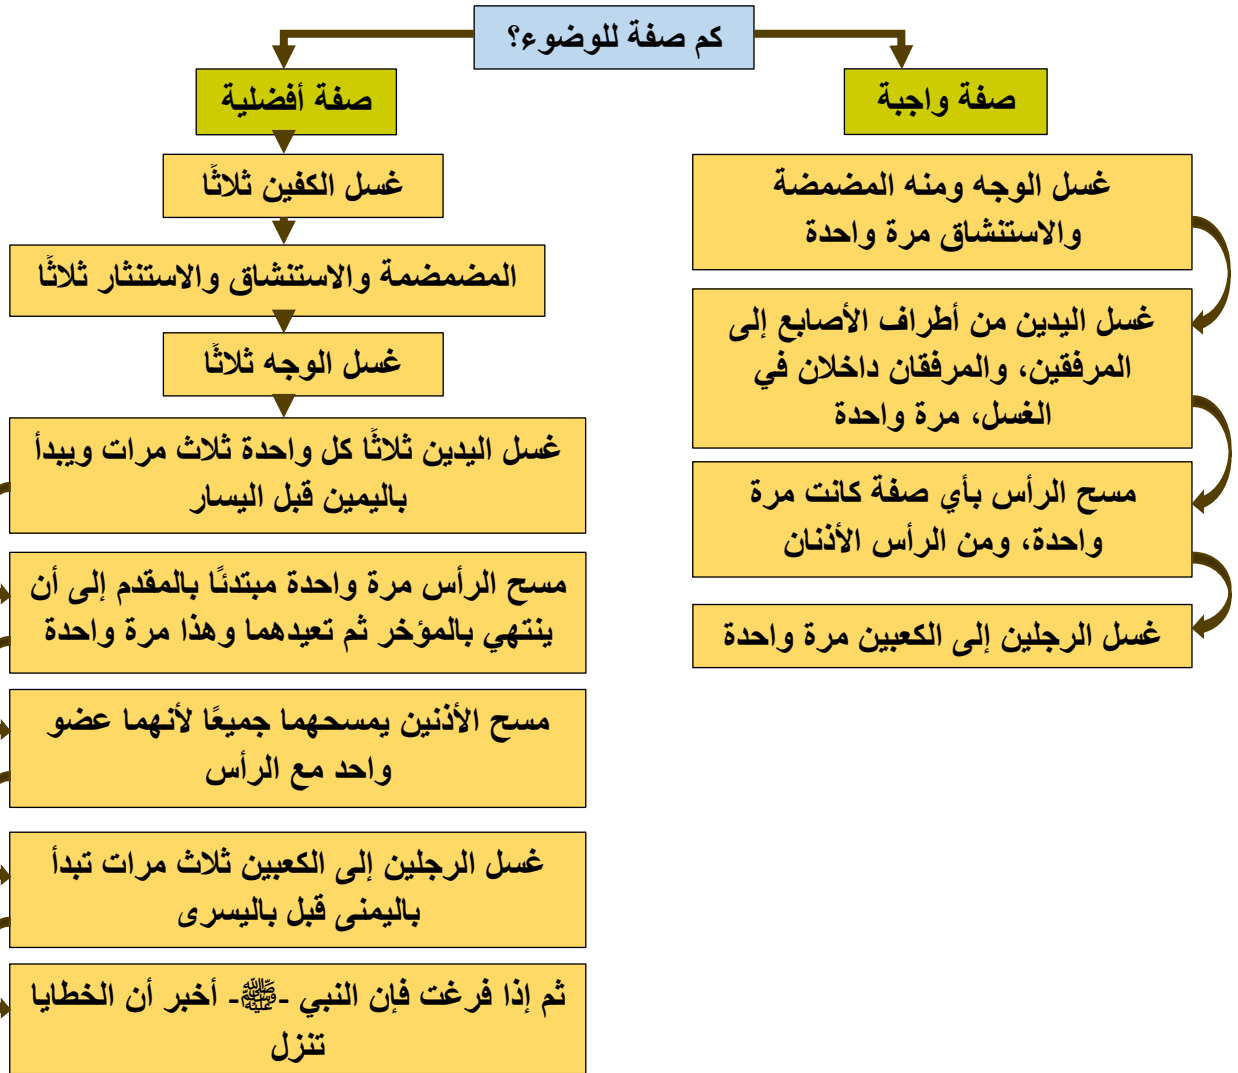 كم صفة للوضوء؟
صفة واجبة
غسل الوجه ومنه المضمضة
والاستنشاق مرة واحدة
غسل اليدين من أطراف الأصابع إلى
المرفقين، والمرفقان داخلان في
الغسل، مرة واحدة
مسح الرأس بأي صفة كانت مرة
واحدة، ومن الرأس الأذنان
غسل الرجلين إلى الكعبين مرة واحدة
صفة أفضلية
غسل الكفين ثلاثًا
المضمضمة والاستنشاق والاستنثار ثلاثًا
غسل الوجه ثلاثًا
غسل اليدين ثلاثًا كل واحدة ثلاث مرات ويبدأ
باليمين قبل اليسار
مسح الرأس مرة واحدة مبتدئًا بالمقدم إلى أن
ينتهي بالمؤخر ثم تعيدهما وهذا مرة واحدة
مسح الأذنين يمسحهما جميعًا لأنهما عضو
واحد مع الرأس
غسل الرجلين إلى الكعبين ثلاث مرات تبدأ
باليمنى قبل باليسرى
ثم إذا فرغت فإن النبي -ﷺ- أخبر أن الخطايا
تنزل